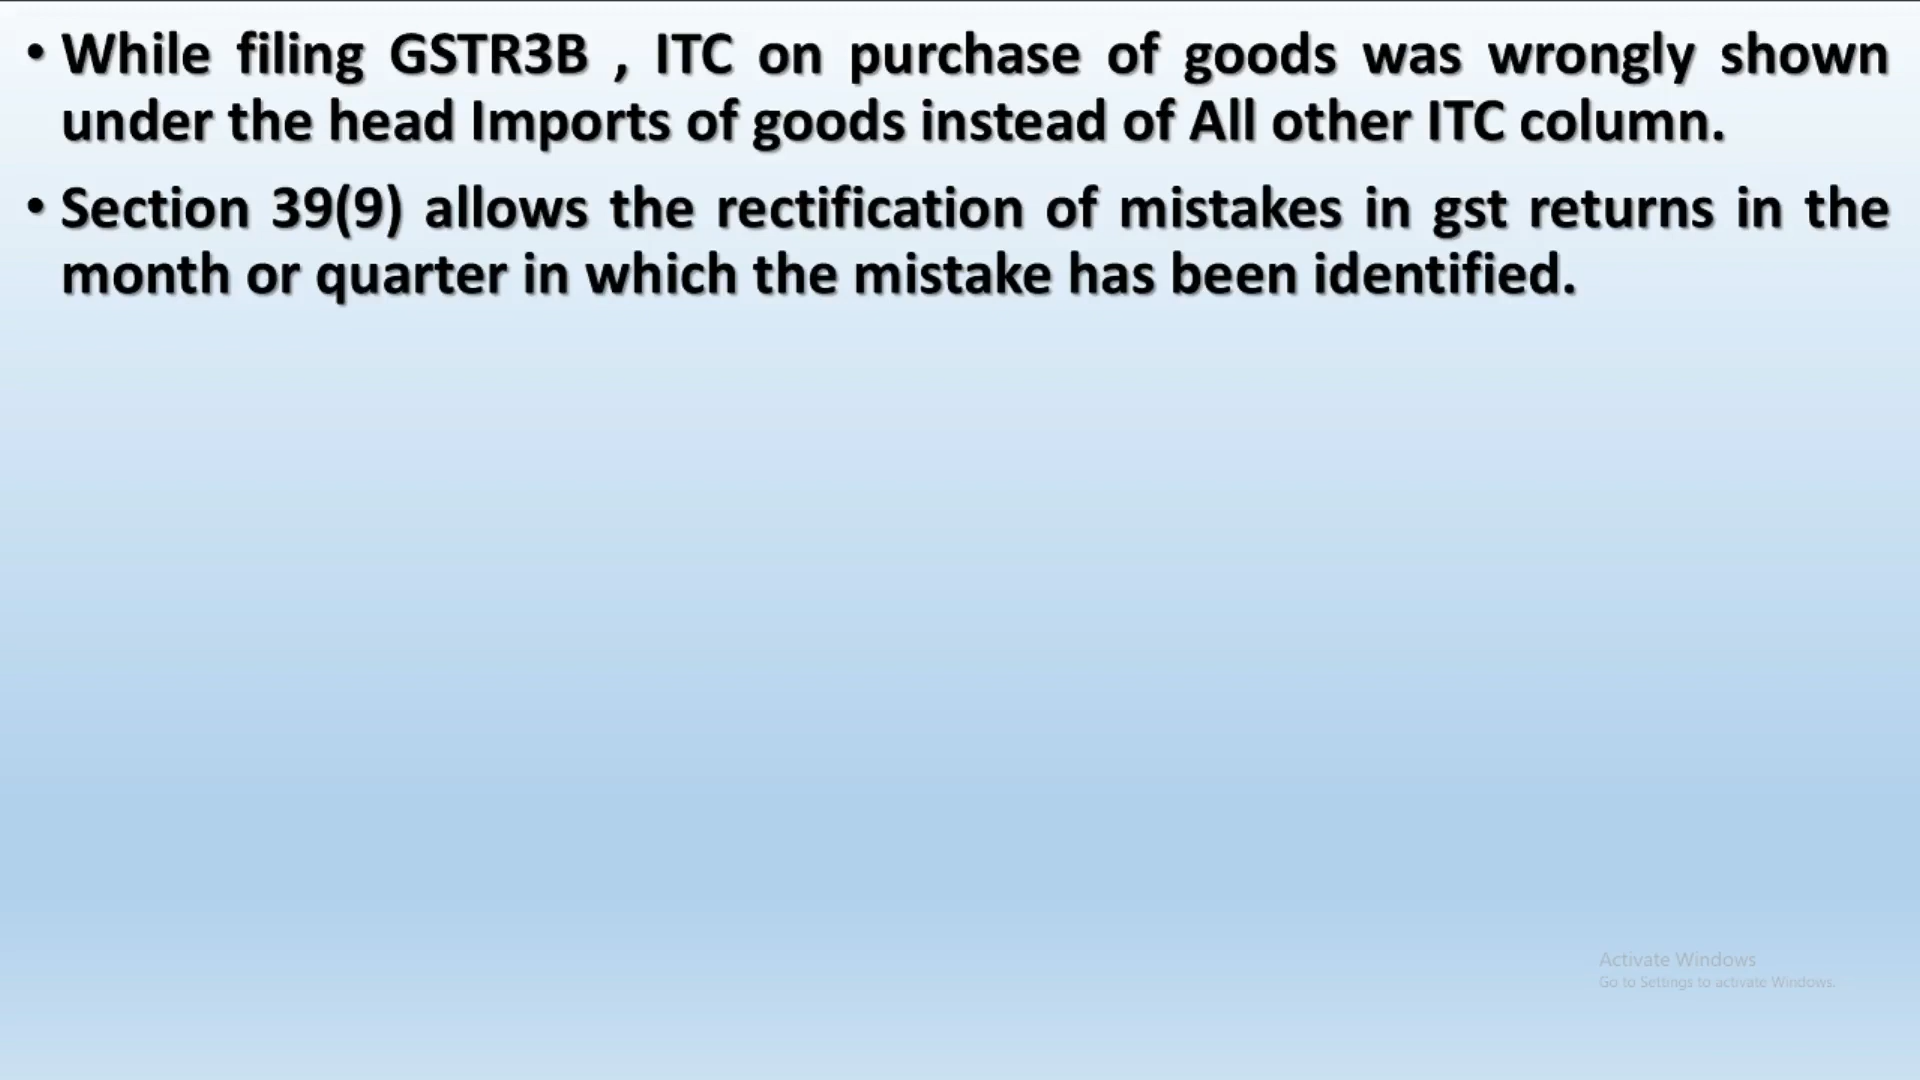 • While filing GSTR3B , ITC on purchase of goods was wrongly shown
under the head Imports of goods instead of All other ITC column.
• Section 39(9) allows the rectification of mistakes in gst returns in the
month or quarter in which the mistake has been identified.
Activate Windows
Go to Settings to activate Windows.